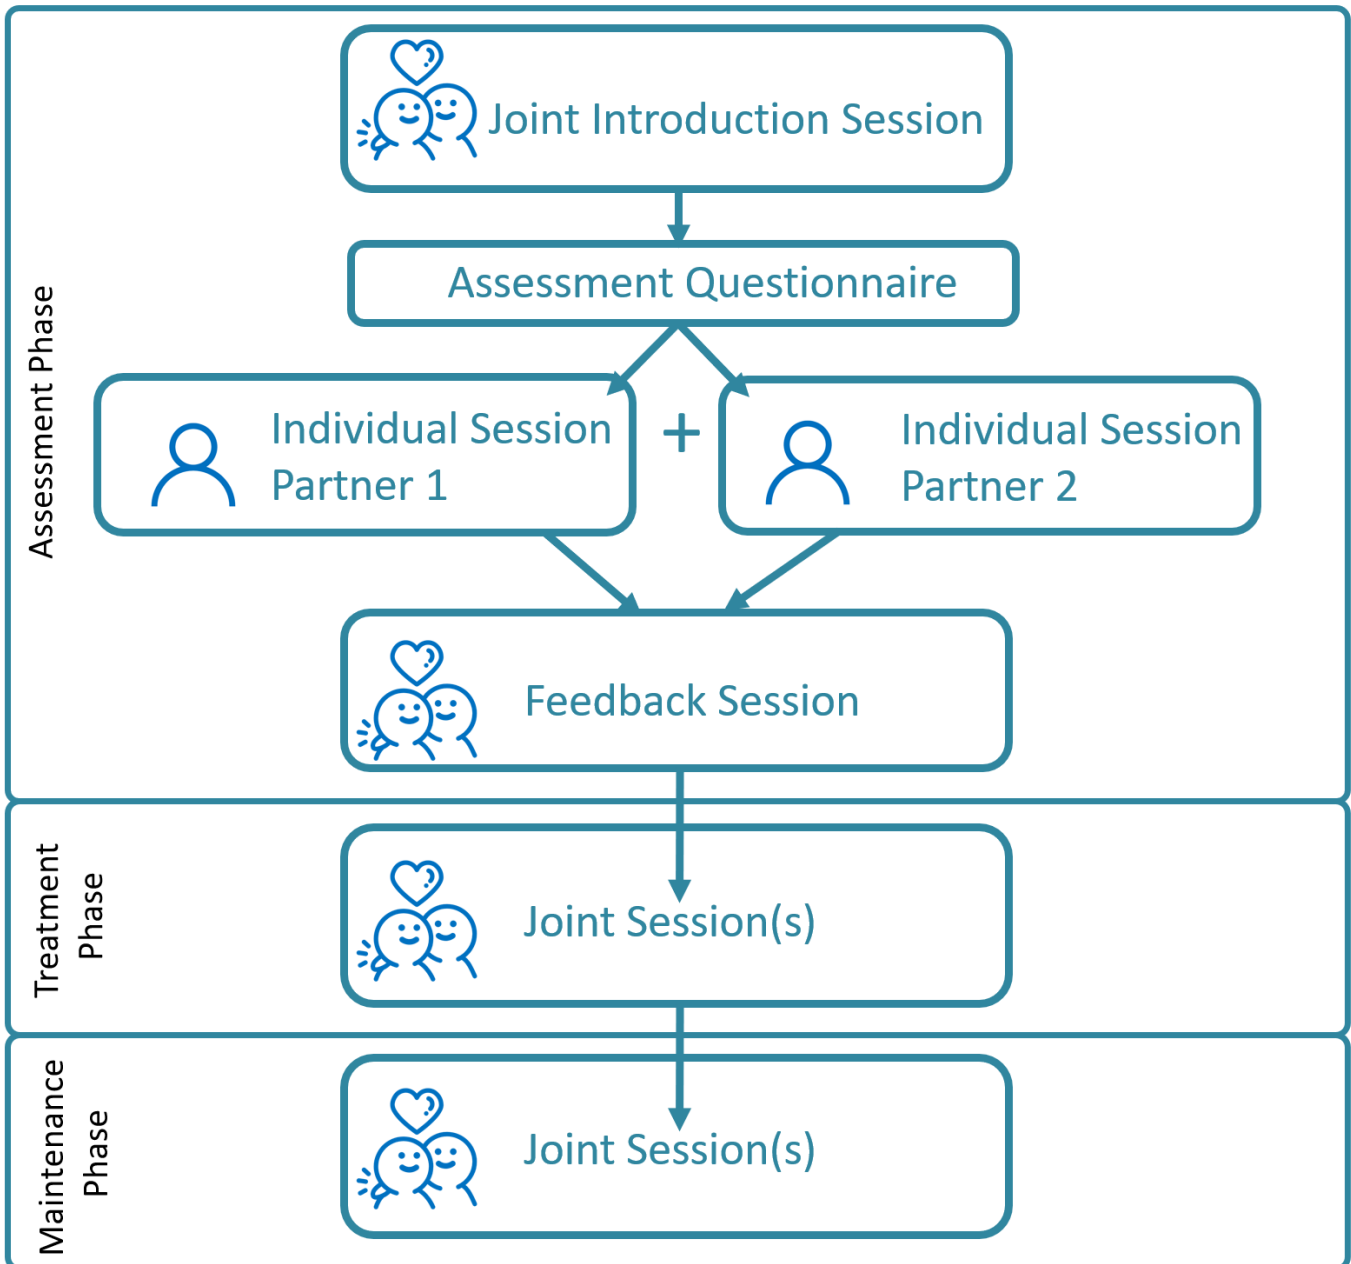 Joint Introduction Session
Assessment Questionnaire
Assessment Phase
Individual Session
Partner 1
+
Individual Session
Partner 2
Feedback Session
Treatment
Phase
Joint Session(s)
Maintenance
Phase
Joint Session(s)